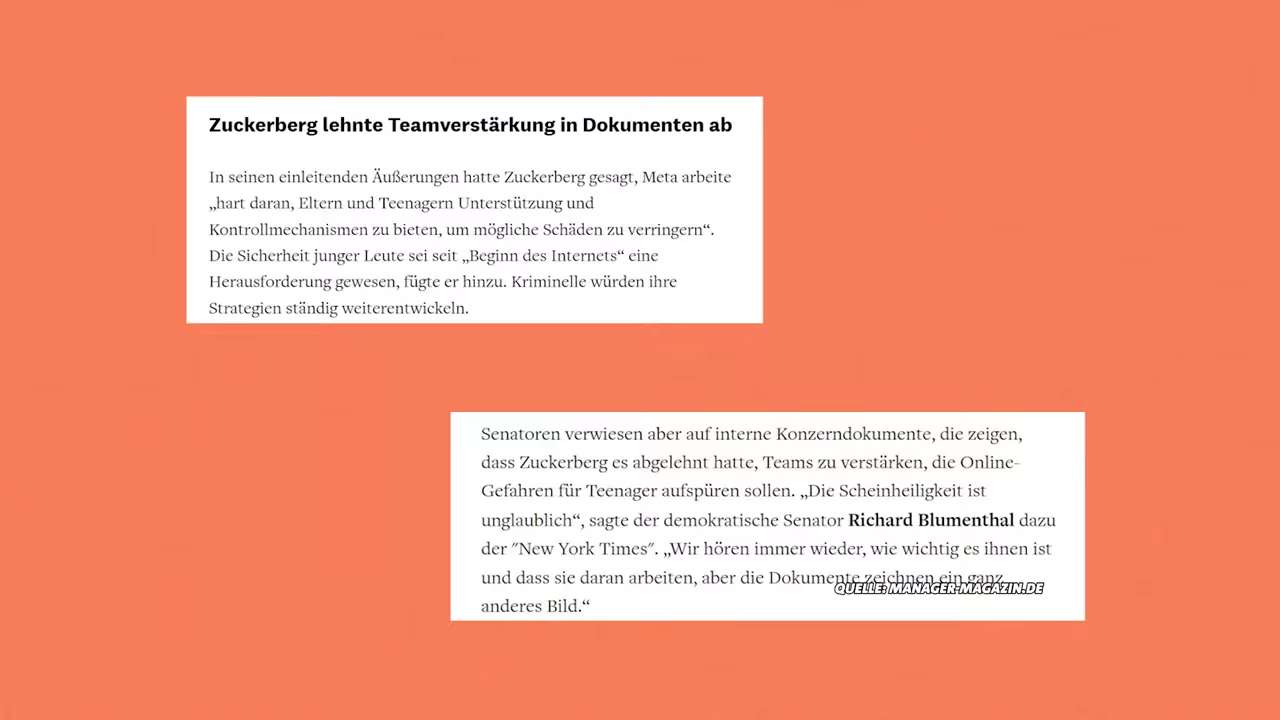 Zuckerberg lehnte Teamverstärkung in Dokumenten ab
In seinen einleitenden Äußerungen hatte Zuckerberg gesagt, Meta arbeite
„hart daran, Eltern und Teenagern Unterstützung und
Kontrollmechanismen zu bieten, um mögliche Schäden zu verringern“.
Die Sicherheit junger Leute sei seit „Beginn des Internets“ eine
Herausforderung gewesen, fügte er hinzu. Kriminelle würden ihre
Strategien ständig weiterentwickeln.
Senatoren verwiesen aber auf interne Konzerndokumente, die zeigen,
dass Zuckerberg es abgelehnt hatte, Teams zu verstärken, die Online-
Gefahren für Teenager aufspüren sollen. „Die Scheinheiligkeit ist
unglaublich“, sagte der demokratische Senator Richard Blumenthal dazu
der "New York Times". „Wir hören immer wieder, wie wichtig es ihnen ist
und dass sie daran arbeiten, aber die Dokumente zeichnen ein ganz
anderes Bild.“
QUELLE: MANAGER-MAGAZIN.DE